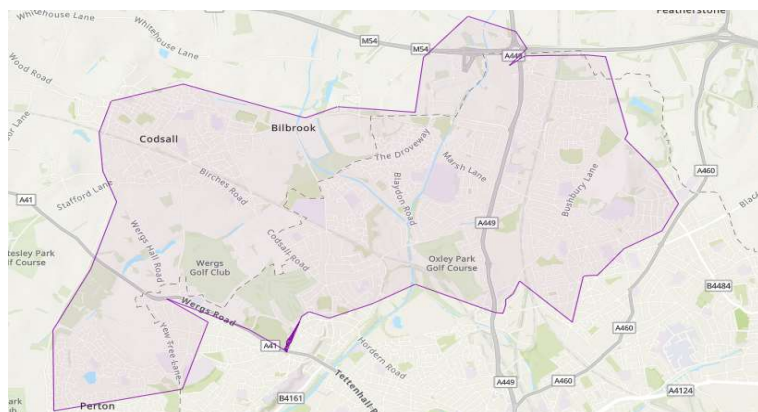 Whitehouse Lane
Featherstone
Whitehouse Lane
M54
M54
A449
Wood Road
Codsall
Bilbrook
The Droveway
Marsh Lane
Birches Road
Blaydon Road
Bushbury Lane
A460
Stafford Lane
A41
A449
Wergs Hall Road
Codsall Road
Wergs
Golf Club
Oxley Park
Golf Course
B4484
Wergs Road
A460
Yew Tree Lane
A41
Hordern Road
Tettenhall R
A449
A460
B4161
A4124
Perton